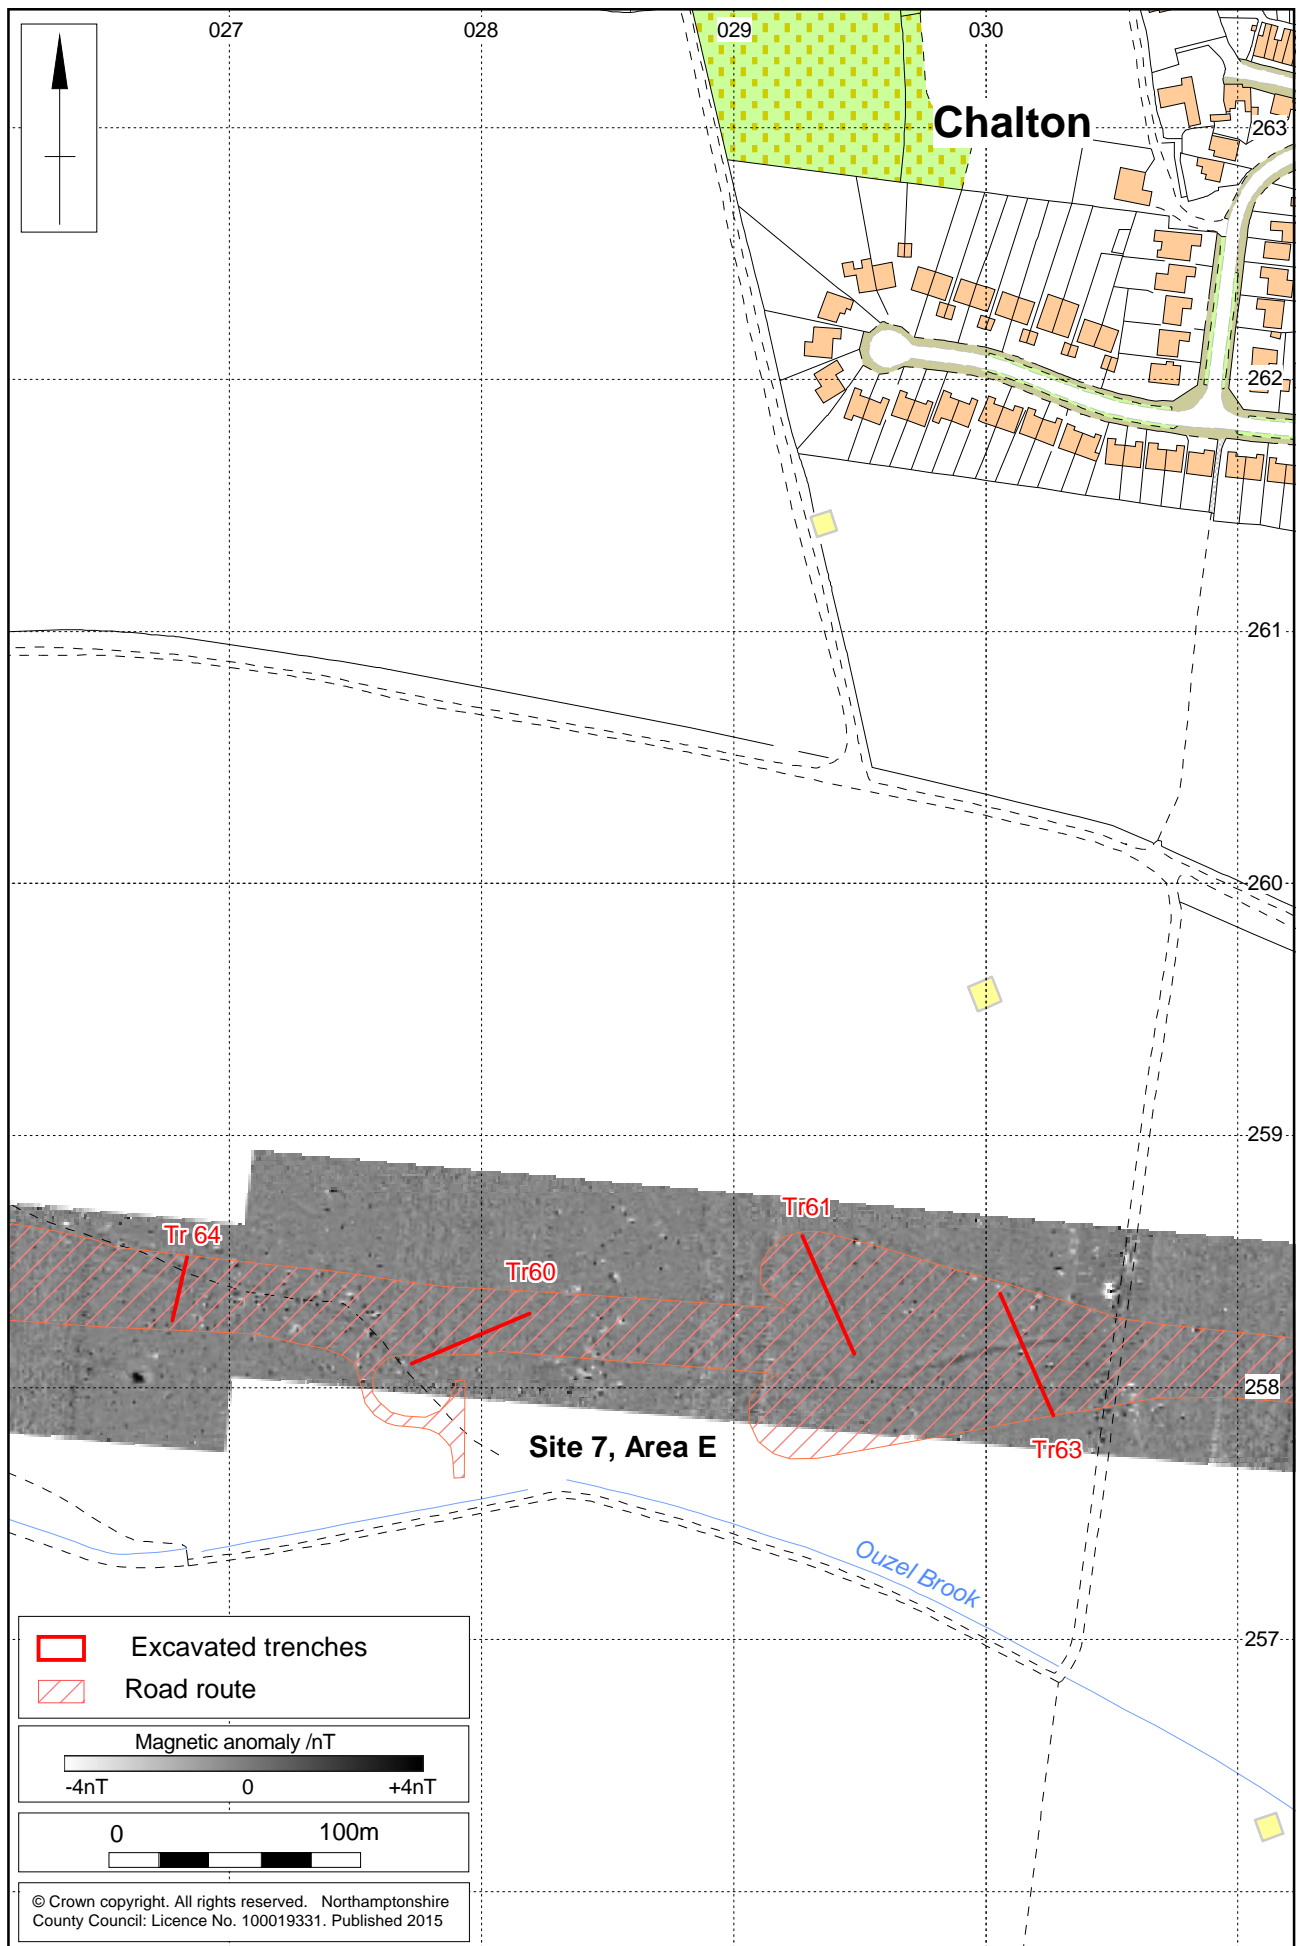 027
028
029
030
Chalton
263
262
261
260
259
Tr61
Tr 64
Tr60
258
Site 7, Area E
Tr63
Ouzel Brook
257
Excavated trenches
Road route
Magnetic anomaly /nT
-4nT 0 +4nT
0 100m
© Crown copyright. All rights reserved. Northamptonshire
County Council: Licence No. 100019331. Published 2015